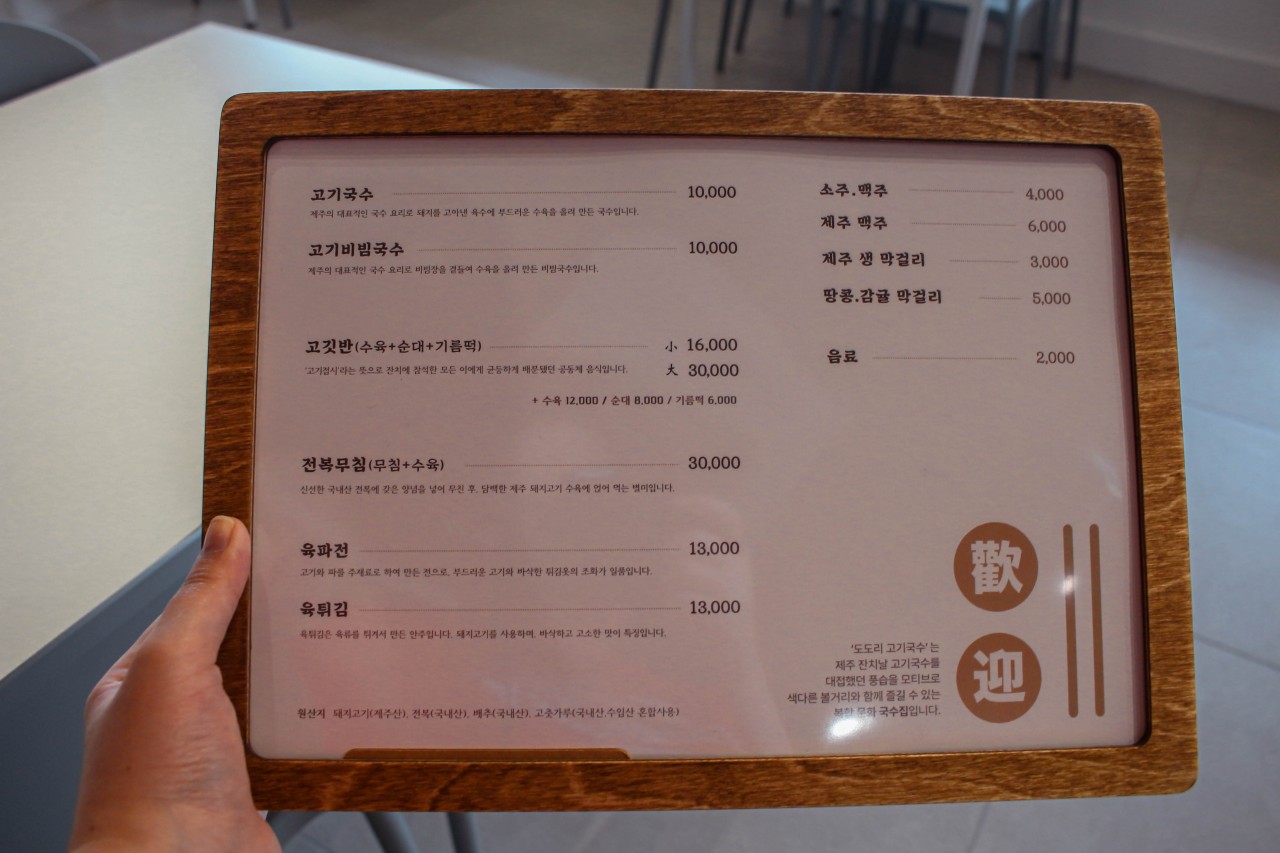 고기국수 10,000
제주의 대표적인 국수 요리로 돼지를 고아낸 육수에 부드러운 수육을 올려 만든 국수입니다.
고기비빔국수 10,000
제주의 대표적인 국수 요리로 비빔장을 곁들여 수육을 올려 만든 비빔국수입니다.
고깃반(수육+순대+기름떡) 小 16,000
'고기접시'라는 뜻으로 잔치에 참석한 모든 이에게 균등하게 배분됐던 공동체 음식입니다. 大 30,000
+ 수육 12,000 / 순대 8,000 / 기름떡 6,000
전복무침(무침+수육) 30,000
신선한 국내산 전복에 갖은 양념을 넣어 무친 후, 담백한 제주 돼지고기 수육에 얹어 먹는 별미입니다.
육파전 13,000
고기와 파를 주재료로 하여 만든 전으로, 부드러운 고기와 바삭한 튀김옷의 조화가 일품입니다.
육튀김 13,000
육튀김은 육류를 튀겨서 만든 안주입니다. 돼지고기를 사용하며, 바삭하고 고소한 맛이 특징입니다.
원산지 돼지고기(제주산), 전복(국내산), 배추(국내산), 고춧가루(국내산,수입산 혼합사용)
소주.맥주 4,000
제주 맥주 6,000
제주 생 막걸리 3,000
땅콩.감귤 막걸리 5,000
음료 2,000
歡
迎
'도도리 고기국수'는
제주 잔치날 고기국수를
대접했던 풍습을 모티브로
색다른 볼거리와 함께 즐길 수 있는
복합 문화 국수집입니다.